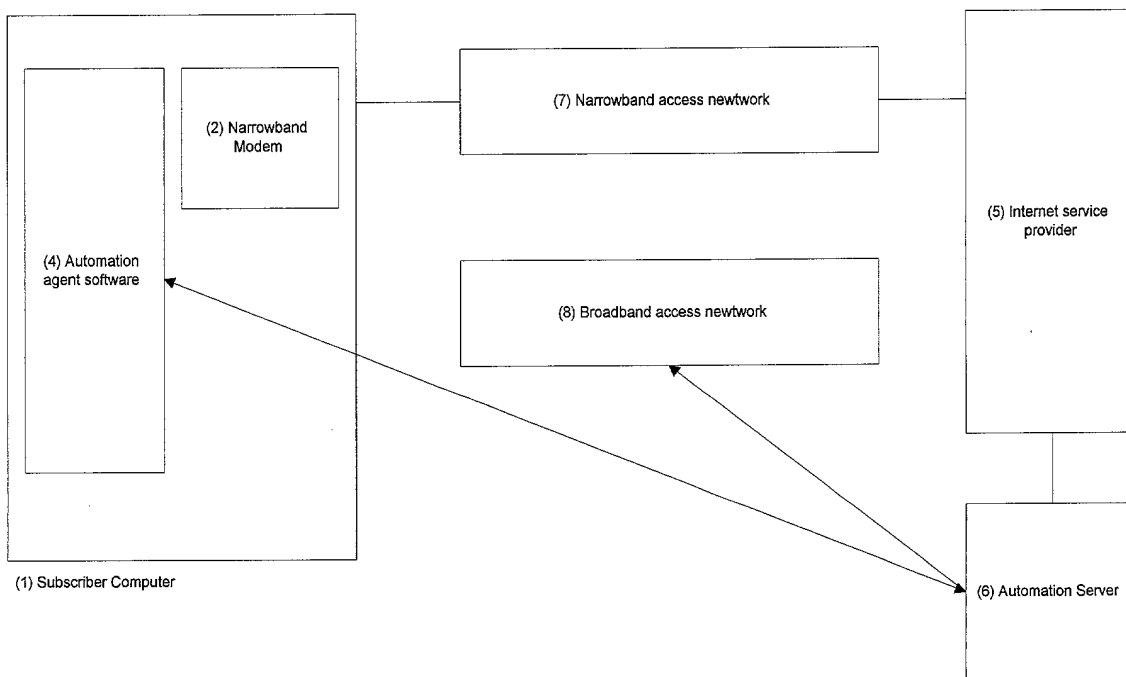 (2) Narrowband
Modem
(4) Automation
agent software
(1) Subscriber Computer
(7) Narrowband access newtwork
(8) Broadband access newtwork
(5) Internet service
provider
(6) Automation Server